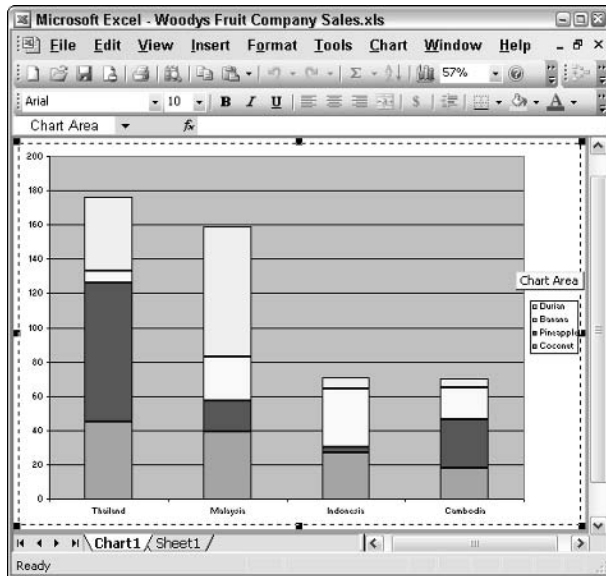 Microsoft Excel - Woodys Fruit Company Sales.xls
File Edit View Insert Format Tools Chart Window Help
57%
Arial 10 B I U $ A
Chart Area fx
200
180
160
140
120
100
80
60
40
20
0
Thailand Malaysia Indonesia Cambodia
Chart Area
Durian
Banana
Pineapple
Coconut
Chart1 Sheet1
Ready